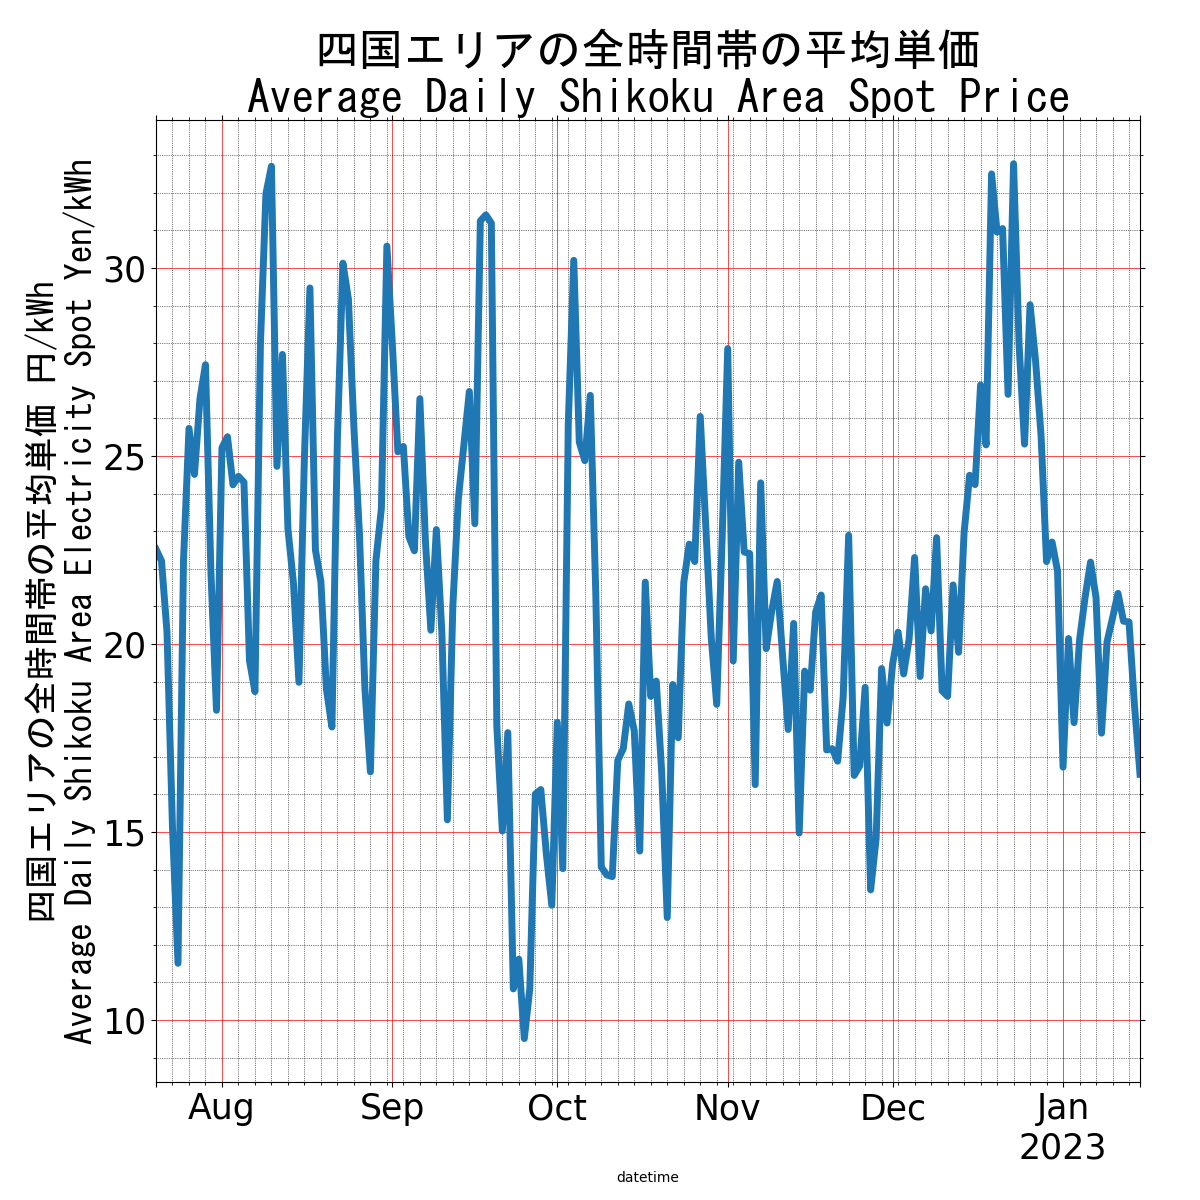 四国エリアの全時間帯の平均単価
Average Daily Shikoku Area Spot Price
四国エリアの全時間帯の平均単価 円/kWh
Average Daily Shikoku Area Electricity Spot Yen/kWh
30
25
20
15
10
Aug
Sep
Oct
Nov
Dec
Jan
2023
datetime